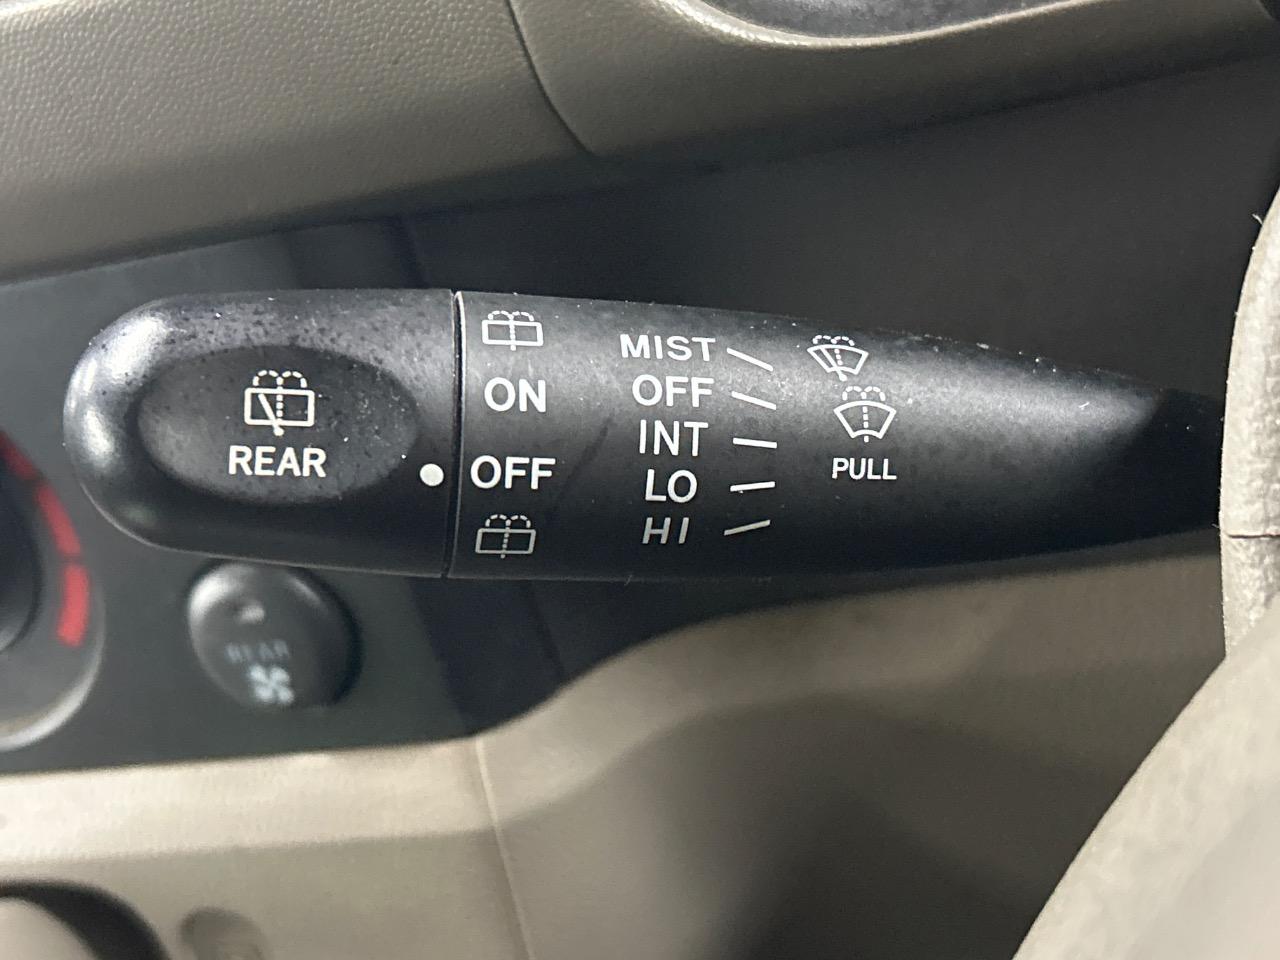 REAR
ON
OFF
MIST
OFF
INT
LO
HI
PULL
REAR